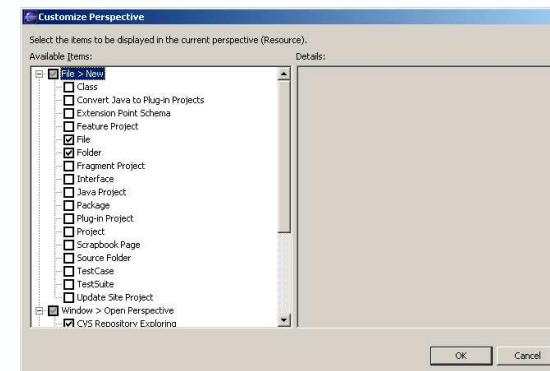 Customize Perspective
Select the items to be displayed in the current perspective (Resource).
Available Items:
Details:
File > New
Class
Convert Java to Plug-in Projects
Extension Point Schema
Feature Project
File
Folder
Fragment Project
Interface
Java Project
Package
Plug-in Project
Project
Scrapbook Page
Source Folder
TestCase
TestSuite
Update Site Project
Window > Open Perspective
CVS Repository Exploring
OK
Cancel